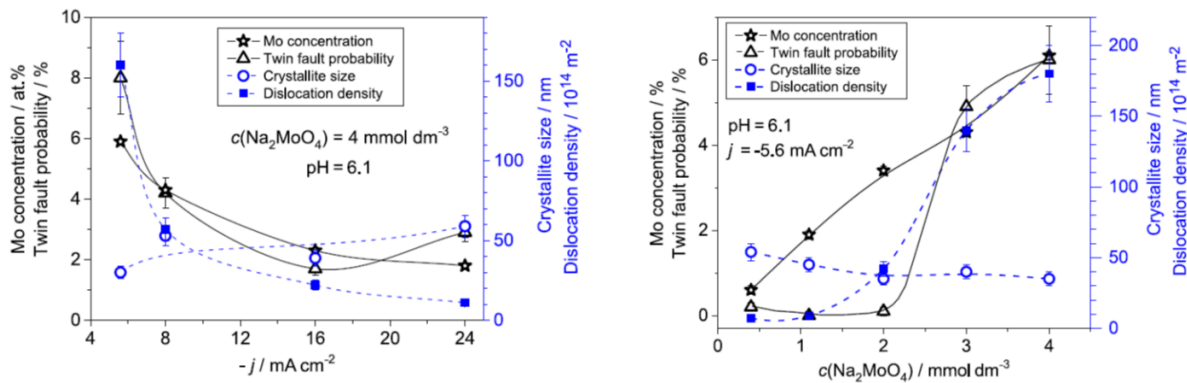 Mo concentration / at.%
Twin fault probability / %
10
8
6
4
2
0
4
8
12
16
20
24
- j / mA cm⁻²
Mo concentration
Twin fault probability
Crystallite size
Dislocation density
c(Na₂MoO₄) = 4 mmol dm⁻³
pH = 6.1
150
100
50
0
Crystallite size / nm
Dislocation density / 10¹⁴ m⁻²
Mo concentration / %
Twin fault probability / %
6
4
2
0
0
1
2
3
4
c(Na₂MoO₄) / mmol dm⁻³
Mo concentration
Twin fault probability
Crystallite size
Dislocation density
pH = 6.1
j = -5.6 mA cm⁻²
200
150
100
50
0
Crystallite size / nm
Dislocation density / 10¹⁴ m⁻²